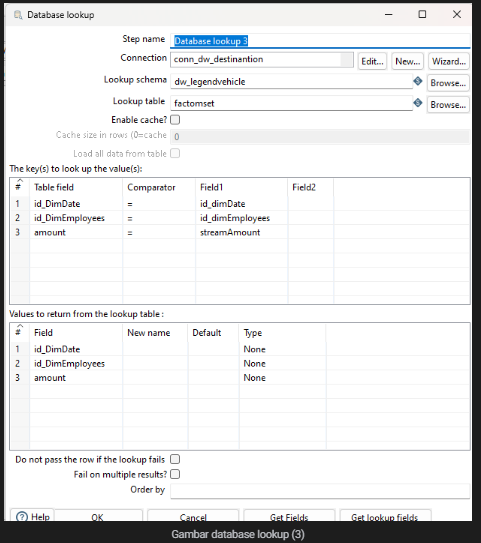 Database lookup
Step name Database lookup 3
Connection conn_dw_destinantion Edit... New... Wizard...
Lookup schema dw_legendvehicle Browse...
Lookup table factomset Browse...
Enable cache?
Cache size in rows (0=cache 0
Load all data from table
The key(s) to look up the value(s):
# Table field Comparator Field1 Field2
1 id_DimDate = id_dimDate
2 id_DimEmployees = id_dimEmployees
3 amount = streamAmount
Values to return from the lookup table :
# Field New name Default Type
1 id_DimDate None
2 id_DimEmployees None
3 amount None
Do not pass the row if the lookup fails
Fail on multiple results?
Order by
Help OK Cancel Get Fields Get lookup fields
Gambar database lookup (3)